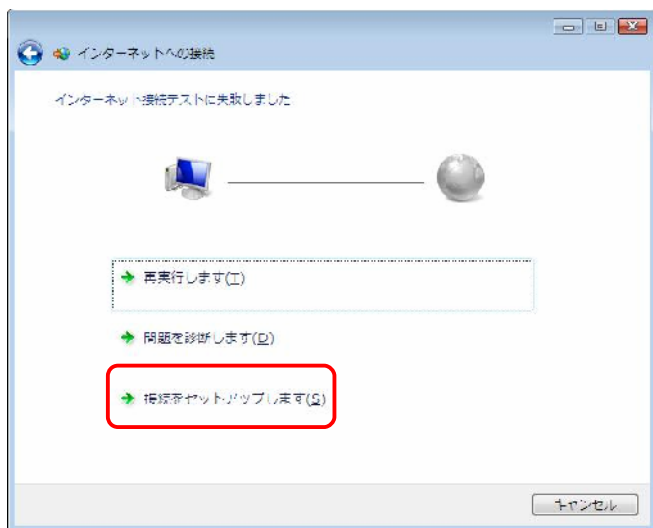 インターネットへの接続
インターネット接続テストに失敗しました
再実行します(T)
問題を診断します(D)
接続をセットアップします(S)
キャンセル